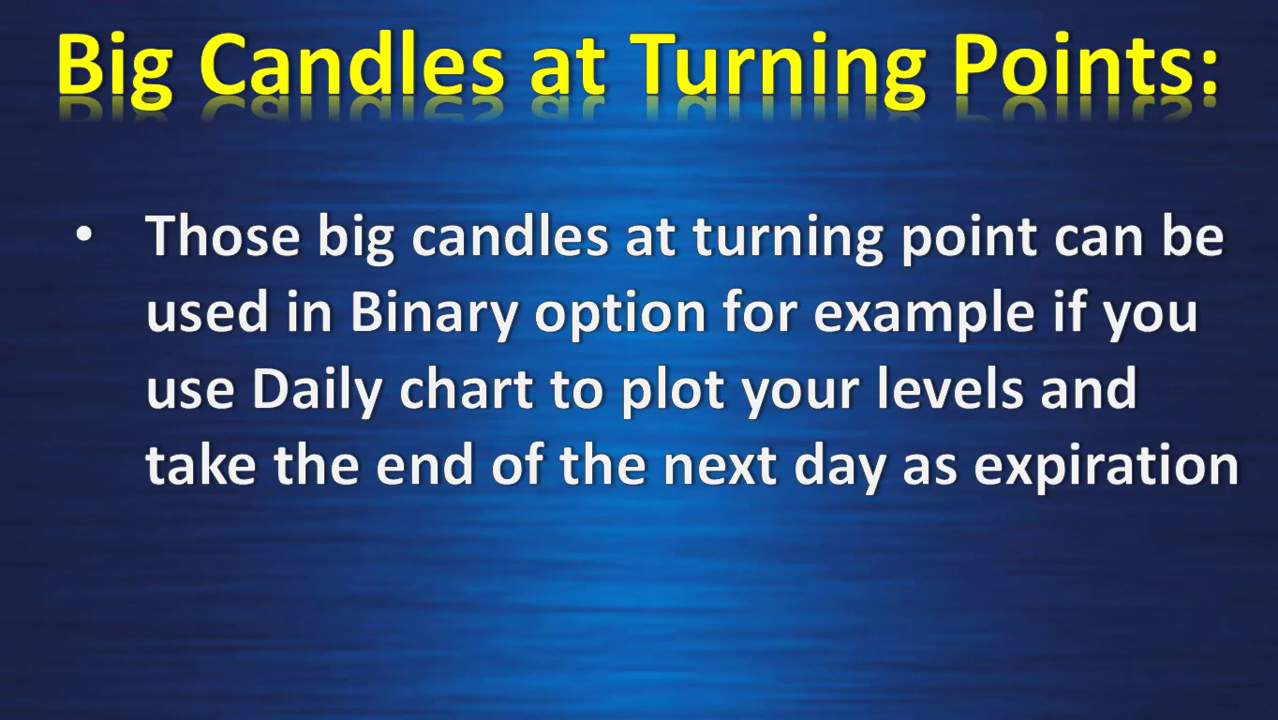 Big Candles at Turning Points:
• Those big candles at turning point can be
used in Binary option for example if you
use Daily chart to plot your levels and
take the end of the next day as expiration